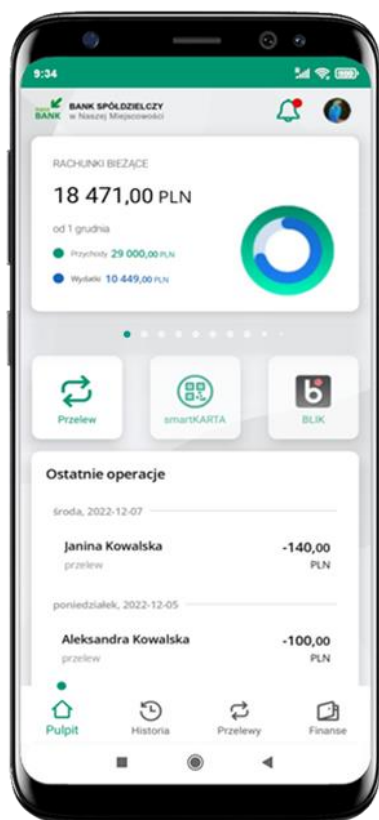 9:34
BANK SPÓŁDZIELCZY
BANK w Naszej Miejscowości
RACHUNKI BIEŻĄCE
18 471,00 PLN
od 1 grudnia
Przychody 29 000,00 PLN
Wydatki 10 449,00 PLN
Przelew
smartKARTA
BLIK
Ostatnie operacje
środa, 2022-12-07
Janina Kowalska
-140,00
przelew
PLN
poniedziałek, 2022-12-05
Aleksandra Kowalska
-100,00
przelew
PLN
Pulpit
Historia
Przelewy
Finanse